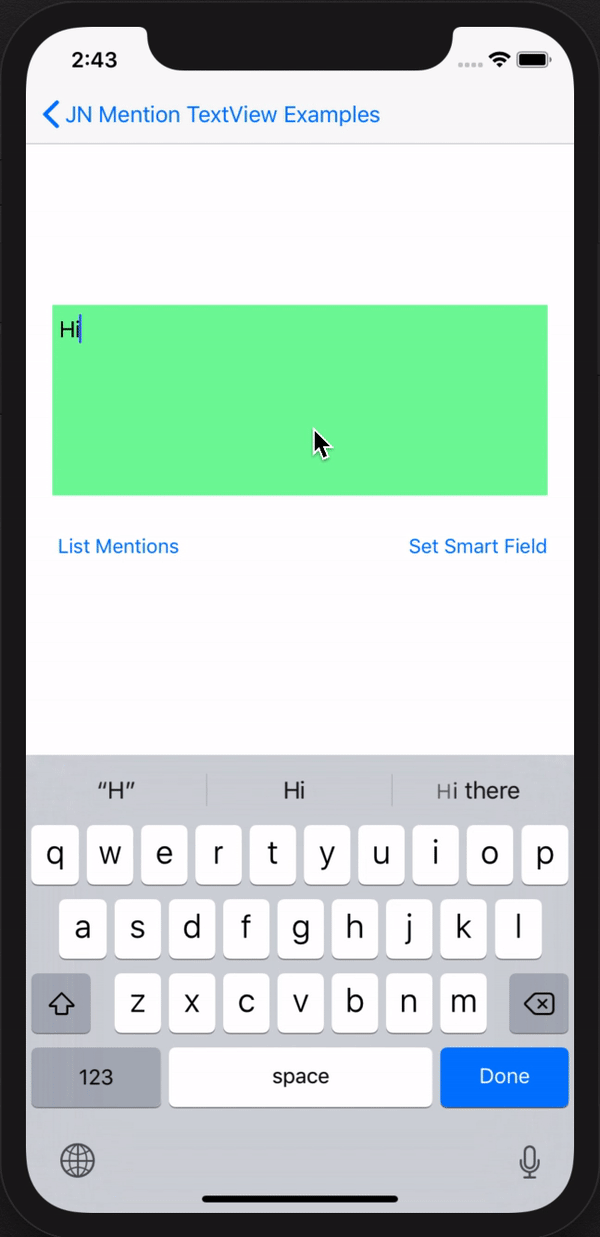 2:43
JN Mention TextView Examples
Hi
List Mentions Set Smart Field
“H” Hi Hi there
q w e r t y u i o p
a s d f g h j k l
z x c v b n m
123 space Done